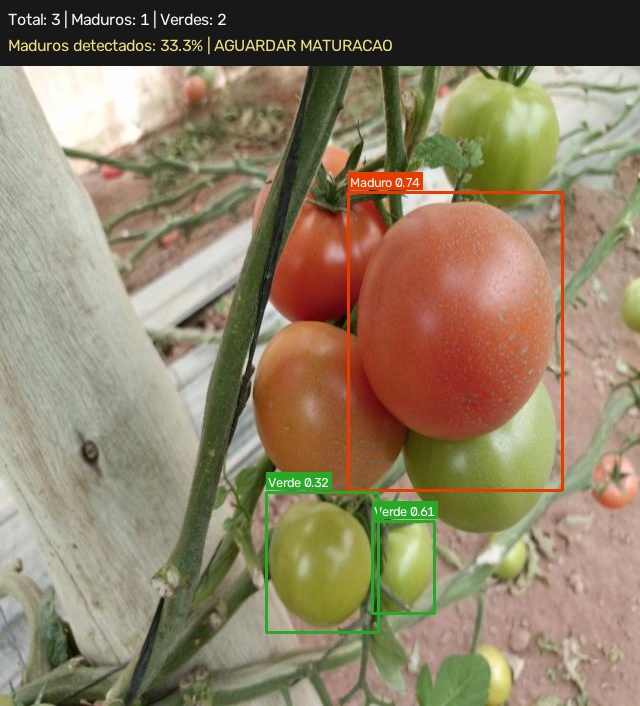 Total: 3 | Maduros: 1 | Verdes: 2
Maduros detectados: 33.3% | AGUARDAR MATURACAO
Maduro 0.74
Verde 0.32
Verde 0.61